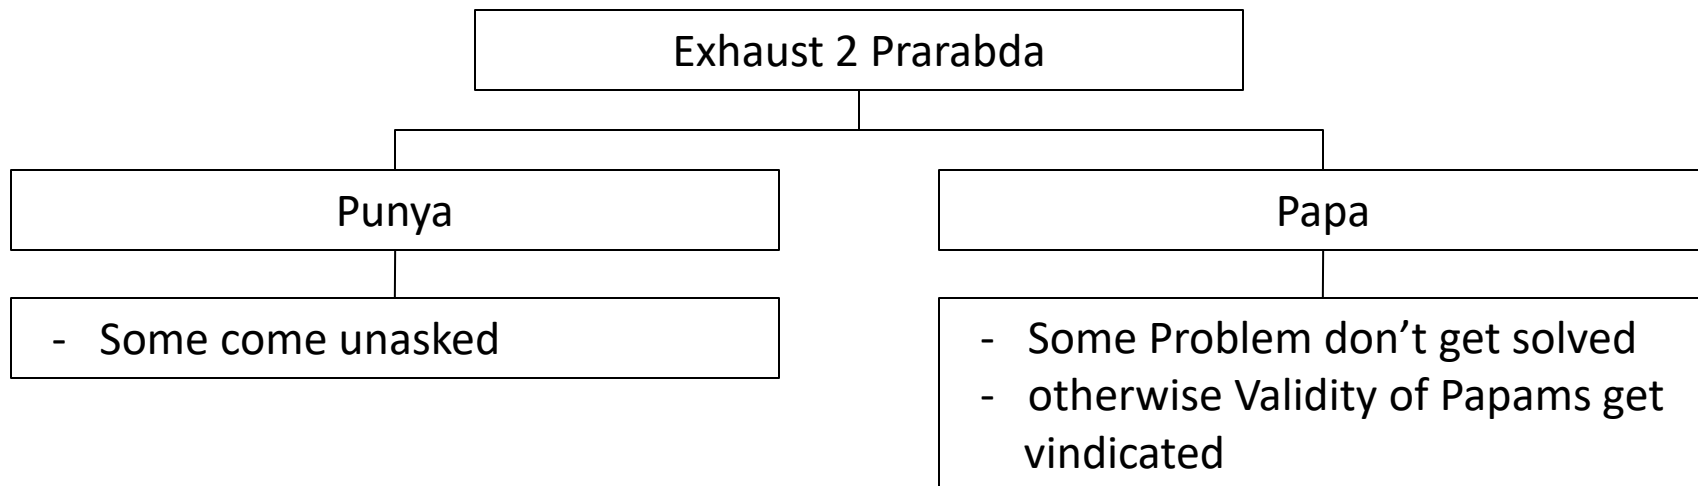 Exhaust 2 Prarabda
Punya
Papa
- Some come unasked
- Some Problem don’t get solved
- otherwise Validity of Papams get
vindicated